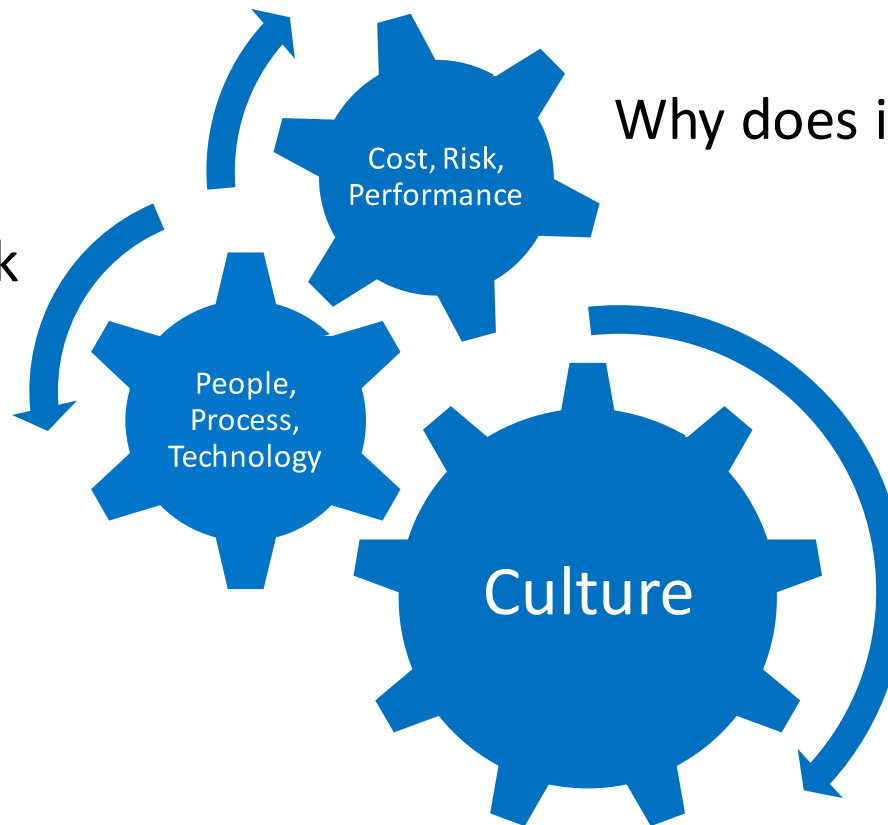 Cost, Risk,
Performance
Why does i
k
People,
Process,
Technology
Culture